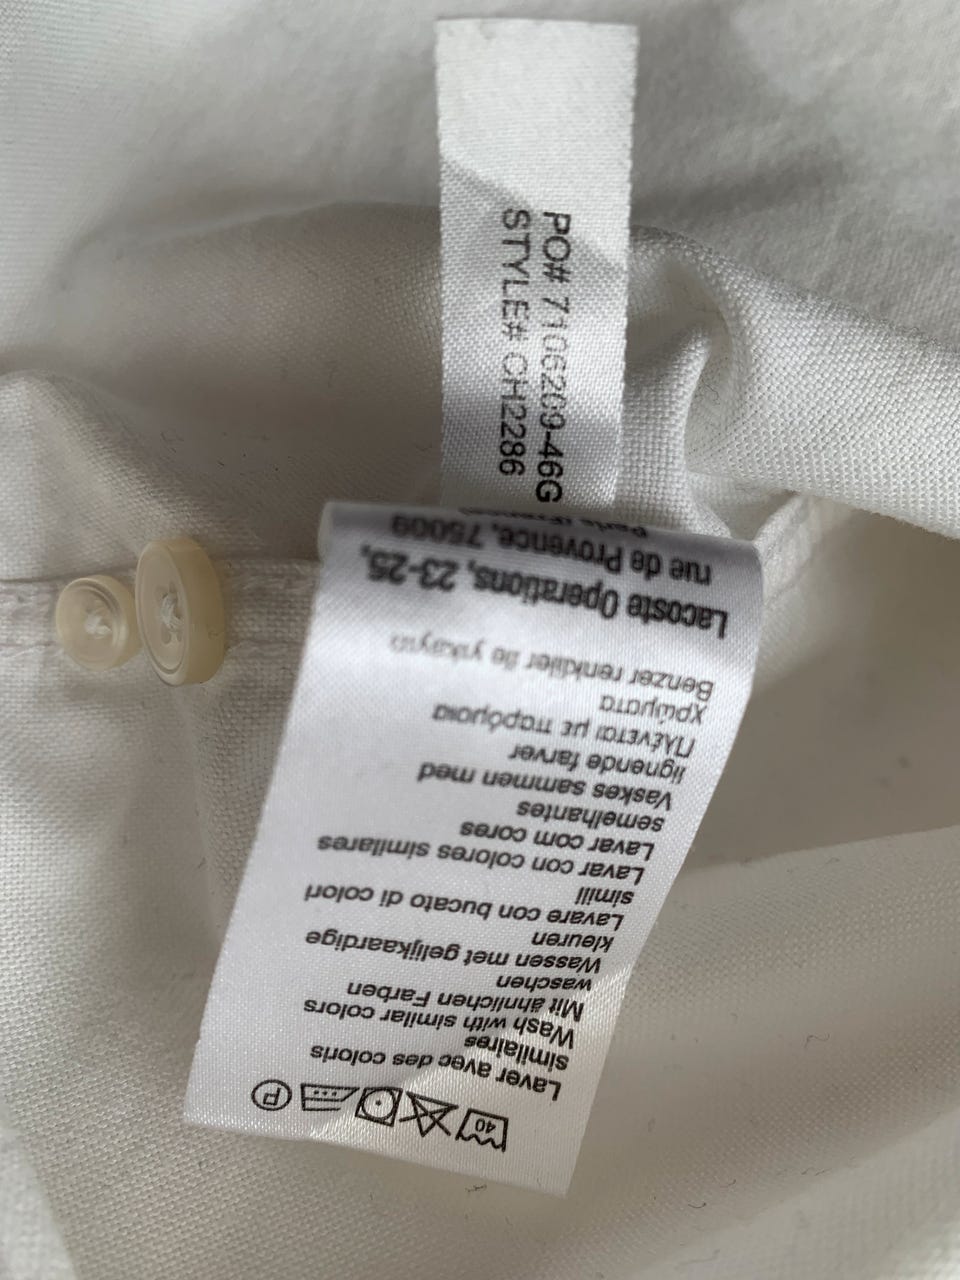 PO# 7106209-46G
STYLE# CH2286
40
P
Laver avec des coloris
similaires
Wash with similar colors
Mit ähnlichen Farben
waschen
Wassen met gelijkaardige
kleuren
Lavare con bucato di colori
simili
Lavar con colores similares
Lavar com cores
semelhantes
Vaskes sammen med
lignende farver
Πλένεται με παρόμοια
χρώματα
Benzer renkliler ile yıkayın
Lacoste Operations, 23-25,
rue de Provence, 75009
Paris (France)